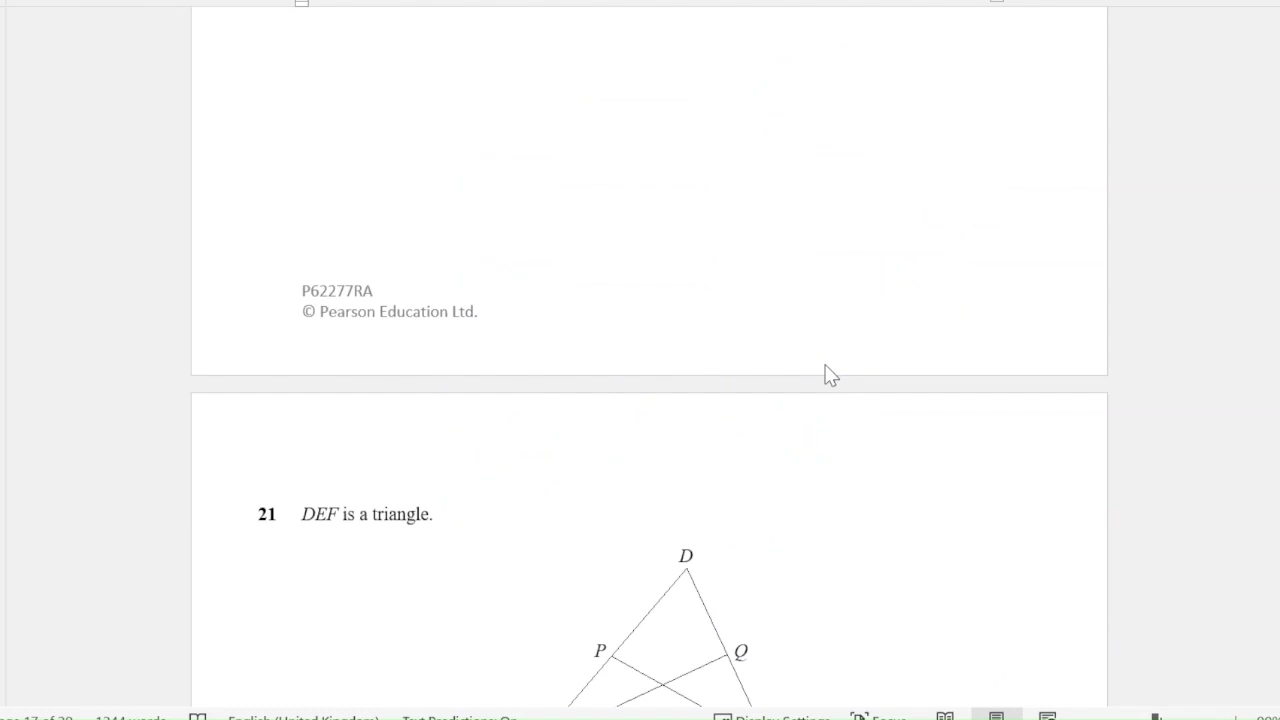 P62277RA
© Pearson Education Ltd.
21 DEF is a triangle.
D
P
Q